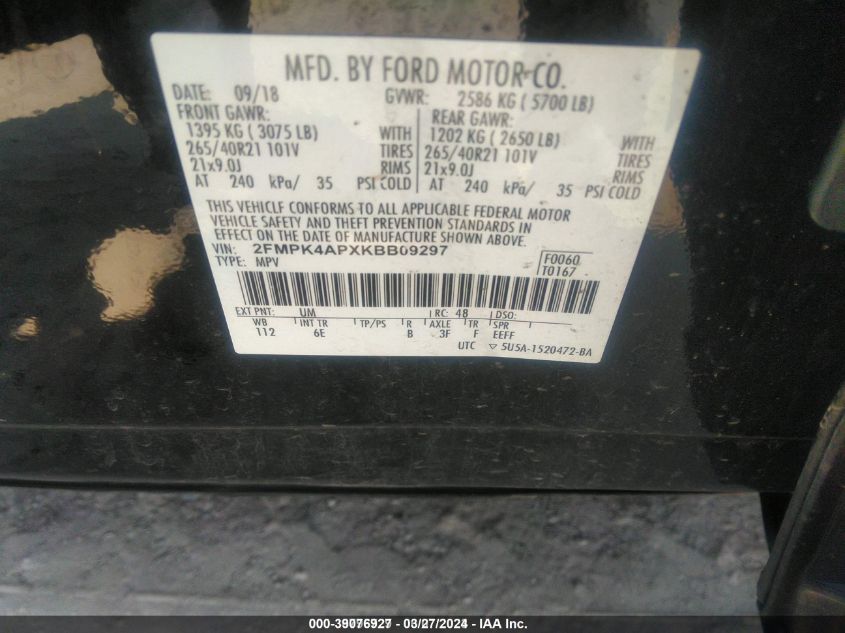 MFD. BY FORD MOTOR CO.
DATE: 09/18 GVWR: 2586 KG ( 5700 LB)
FRONT GAWR: REAR GAWR:
1395 KG ( 3075 LB) WITH 1202 KG ( 2650 LB) WITH
265/40R21 101V TIRES 265/40R21 101V TIRES
21x9.0J RIMS 21x9.0J RIMS
AT 240 kPa/ 35 PSI COLD AT 240 kPa/ 35 PSI COLD
THIS VEHICLE CONFORMS TO ALL APPLICABLE FEDERAL MOTOR
VEHICLE SAFETY AND THEFT PREVENTION STANDARDS IN
EFFECT ON THE DATE OF MANUFACTURE SHOWN ABOVE.
VIN: 2FMPK4APXKBB09297 F0060
TYPE: MPV T0167
EXT PNT: UM RC: 48 DSO:
WB INT TR TP/PS R AXLE TR SPR
112 6E B 3F F EEFF
UTC ▽ 5U5A-1520472-BA
000-39076927 - 03/27/2024 - IAA Inc.